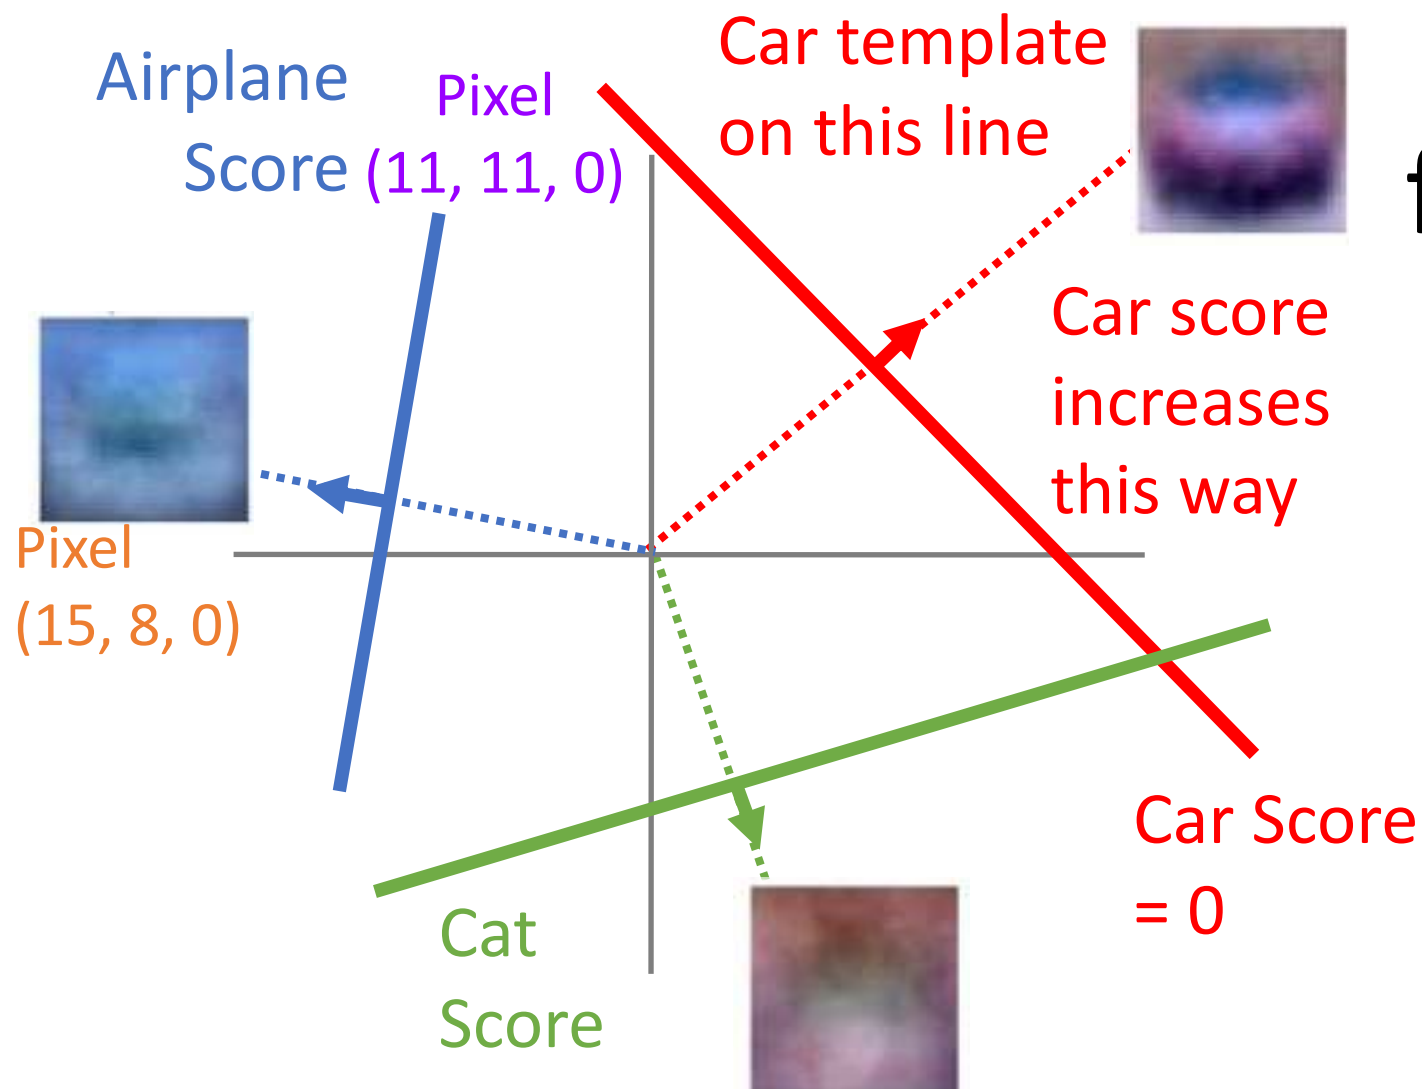 Airplane
Score
Pixel
(11, 11, 0)
Car template
on this line
Car score
increases
this way
Pixel
(15, 8, 0)
Car Score
= 0
Cat
Score
f